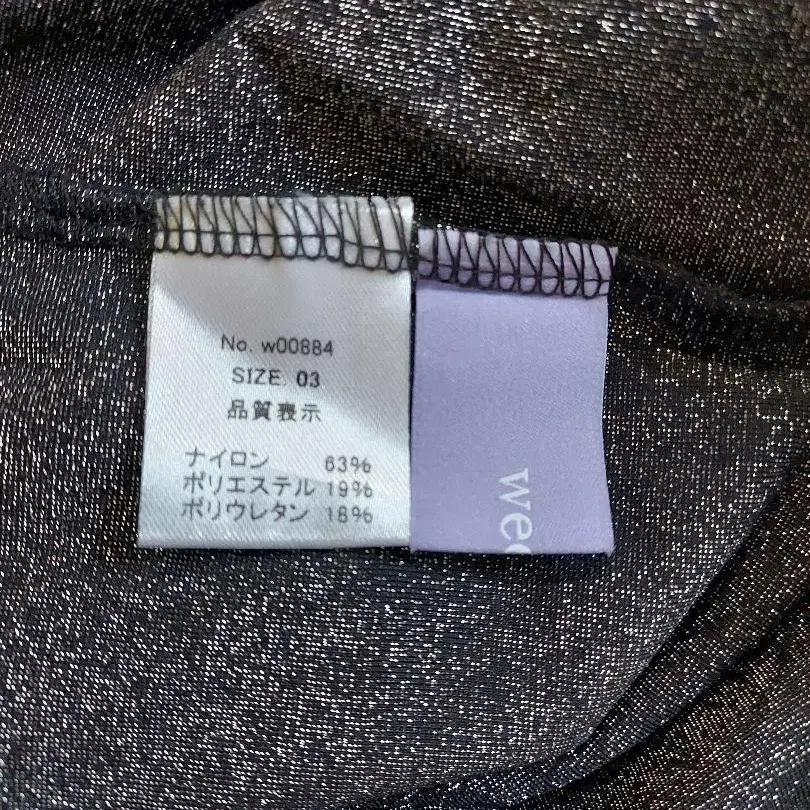 No. w00884
SIZE. 03
品質表示
ナイロン 63%
ポリエステル 19%
ポリウレタン 18%
wec